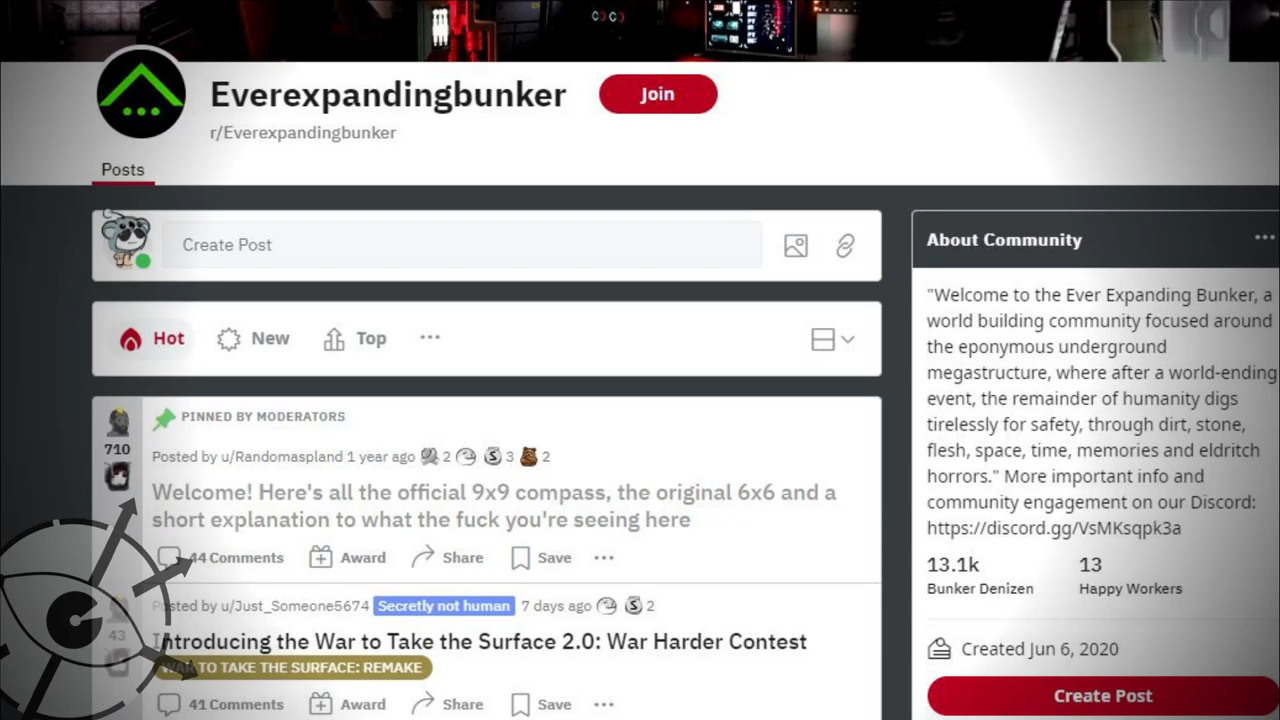 Everexpandingbunker
Join
r/Everexpandingbunker
Posts
Create Post
Hot
New
Top
PINNED BY MODERATORS
710
Posted by u/Randomaspland 1 year ago 2 S 3 2
Welcome! Here's all the official 9x9 compass, the original 6x6 and a
short explanation to what the fuck you're seeing here
44 Comments
Award
Share
Save
Posted by u/Just_Someone5674 Secretly not human 7 days ago S 2
43
Introducing the War to Take the Surface 2.0: War Harder Contest
WAR TO TAKE THE SURFACE: REMAKE
41 Comments
Award
Share
Save
About Community
"Welcome to the Ever Expanding Bunker, a
world building community focused around
the eponymous underground
megastructure, where after a world-ending
event, the remainder of humanity digs
tirelessly for safety, through dirt, stone,
flesh, space, time, memories and eldritch
horrors." More important info and
community engagement on our Discord:
https://discord.gg/VsMKsqpk3a
13.1k
Bunker Denizen
13
Happy Workers
Created Jun 6, 2020
Create Post